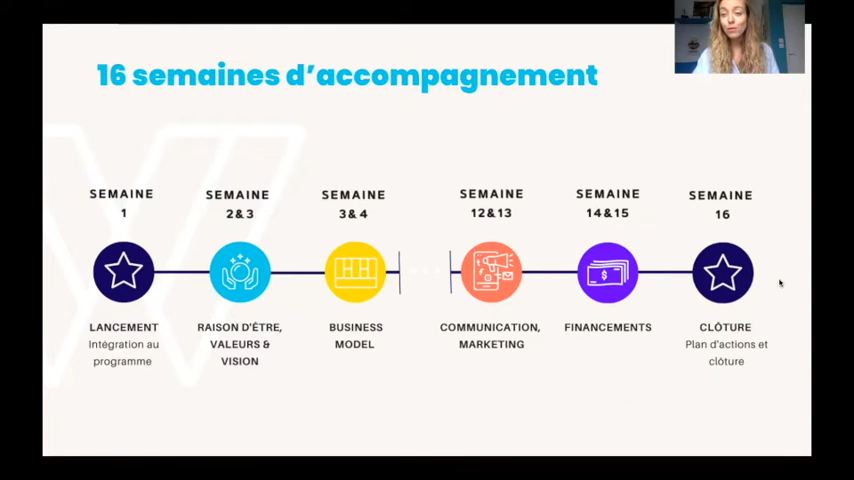 16 semaines d'accompagnement
SEMAINE
1
SEMAINE
2&3
SEMAINE
3&4
SEMAINE
12&13
SEMAINE
14&15
SEMAINE
16
LANCEMENT
Intégration au
programme
RAISON D'ÊTRE,
VALEURS &
VISION
BUSINESS
MODEL
COMMUNICATION,
MARKETING
FINANCEMENTS
CLÔTURE
Plan d'actions et
clôture